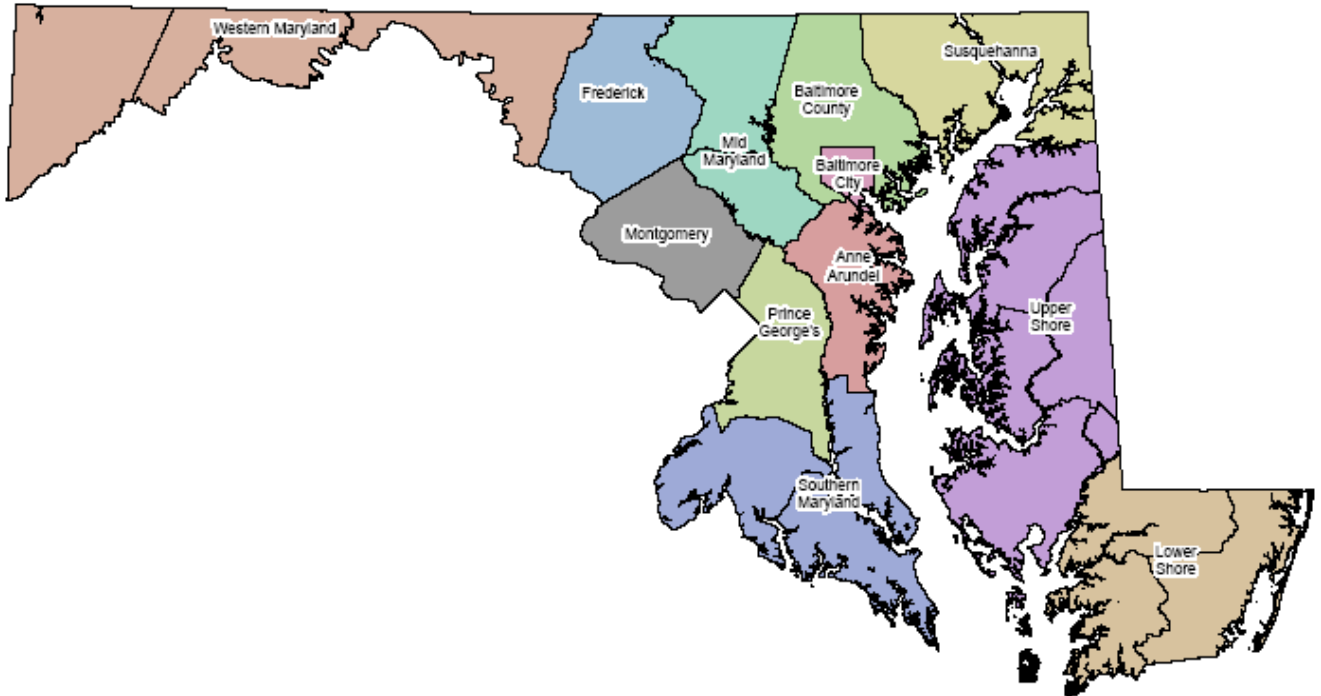 Western Maryland
Susquehanna
Frederick
Baltimore
County
Mid
Maryland
Baltimore
City
Montgomery
Anne
Arundel
Prince
George's
Upper
Shore
Southern
Maryland
Lower
Shore